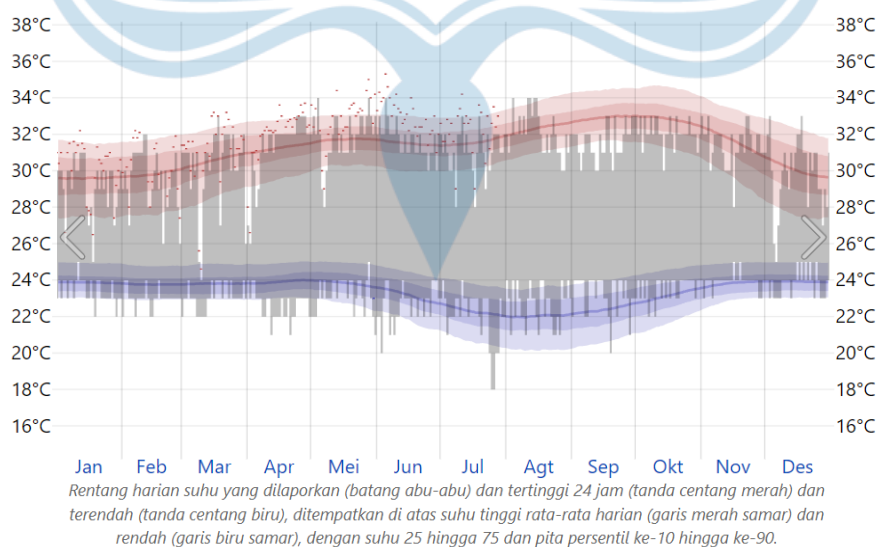 38°C 38°C
36°C 36°C
34°C 34°C
32°C 32°C
30°C 30°C
28°C 28°C
26°C 26°C
24°C 24°C
22°C 22°C
20°C 20°C
18°C 18°C
16°C 16°C
Jan Feb Mar Apr Mei Jun Jul Agt Sep Okt Nov Des
Rentang harian suhu yang dilaporkan (batang abu-abu) dan tertinggi 24 jam (tanda centang merah) dan
terendah (tanda centang biru), ditempatkan di atas suhu tinggi rata-rata harian (garis merah samar) dan
rendah (garis biru samar), dengan suhu 25 hingga 75 dan pita persentil ke-10 hingga ke-90.